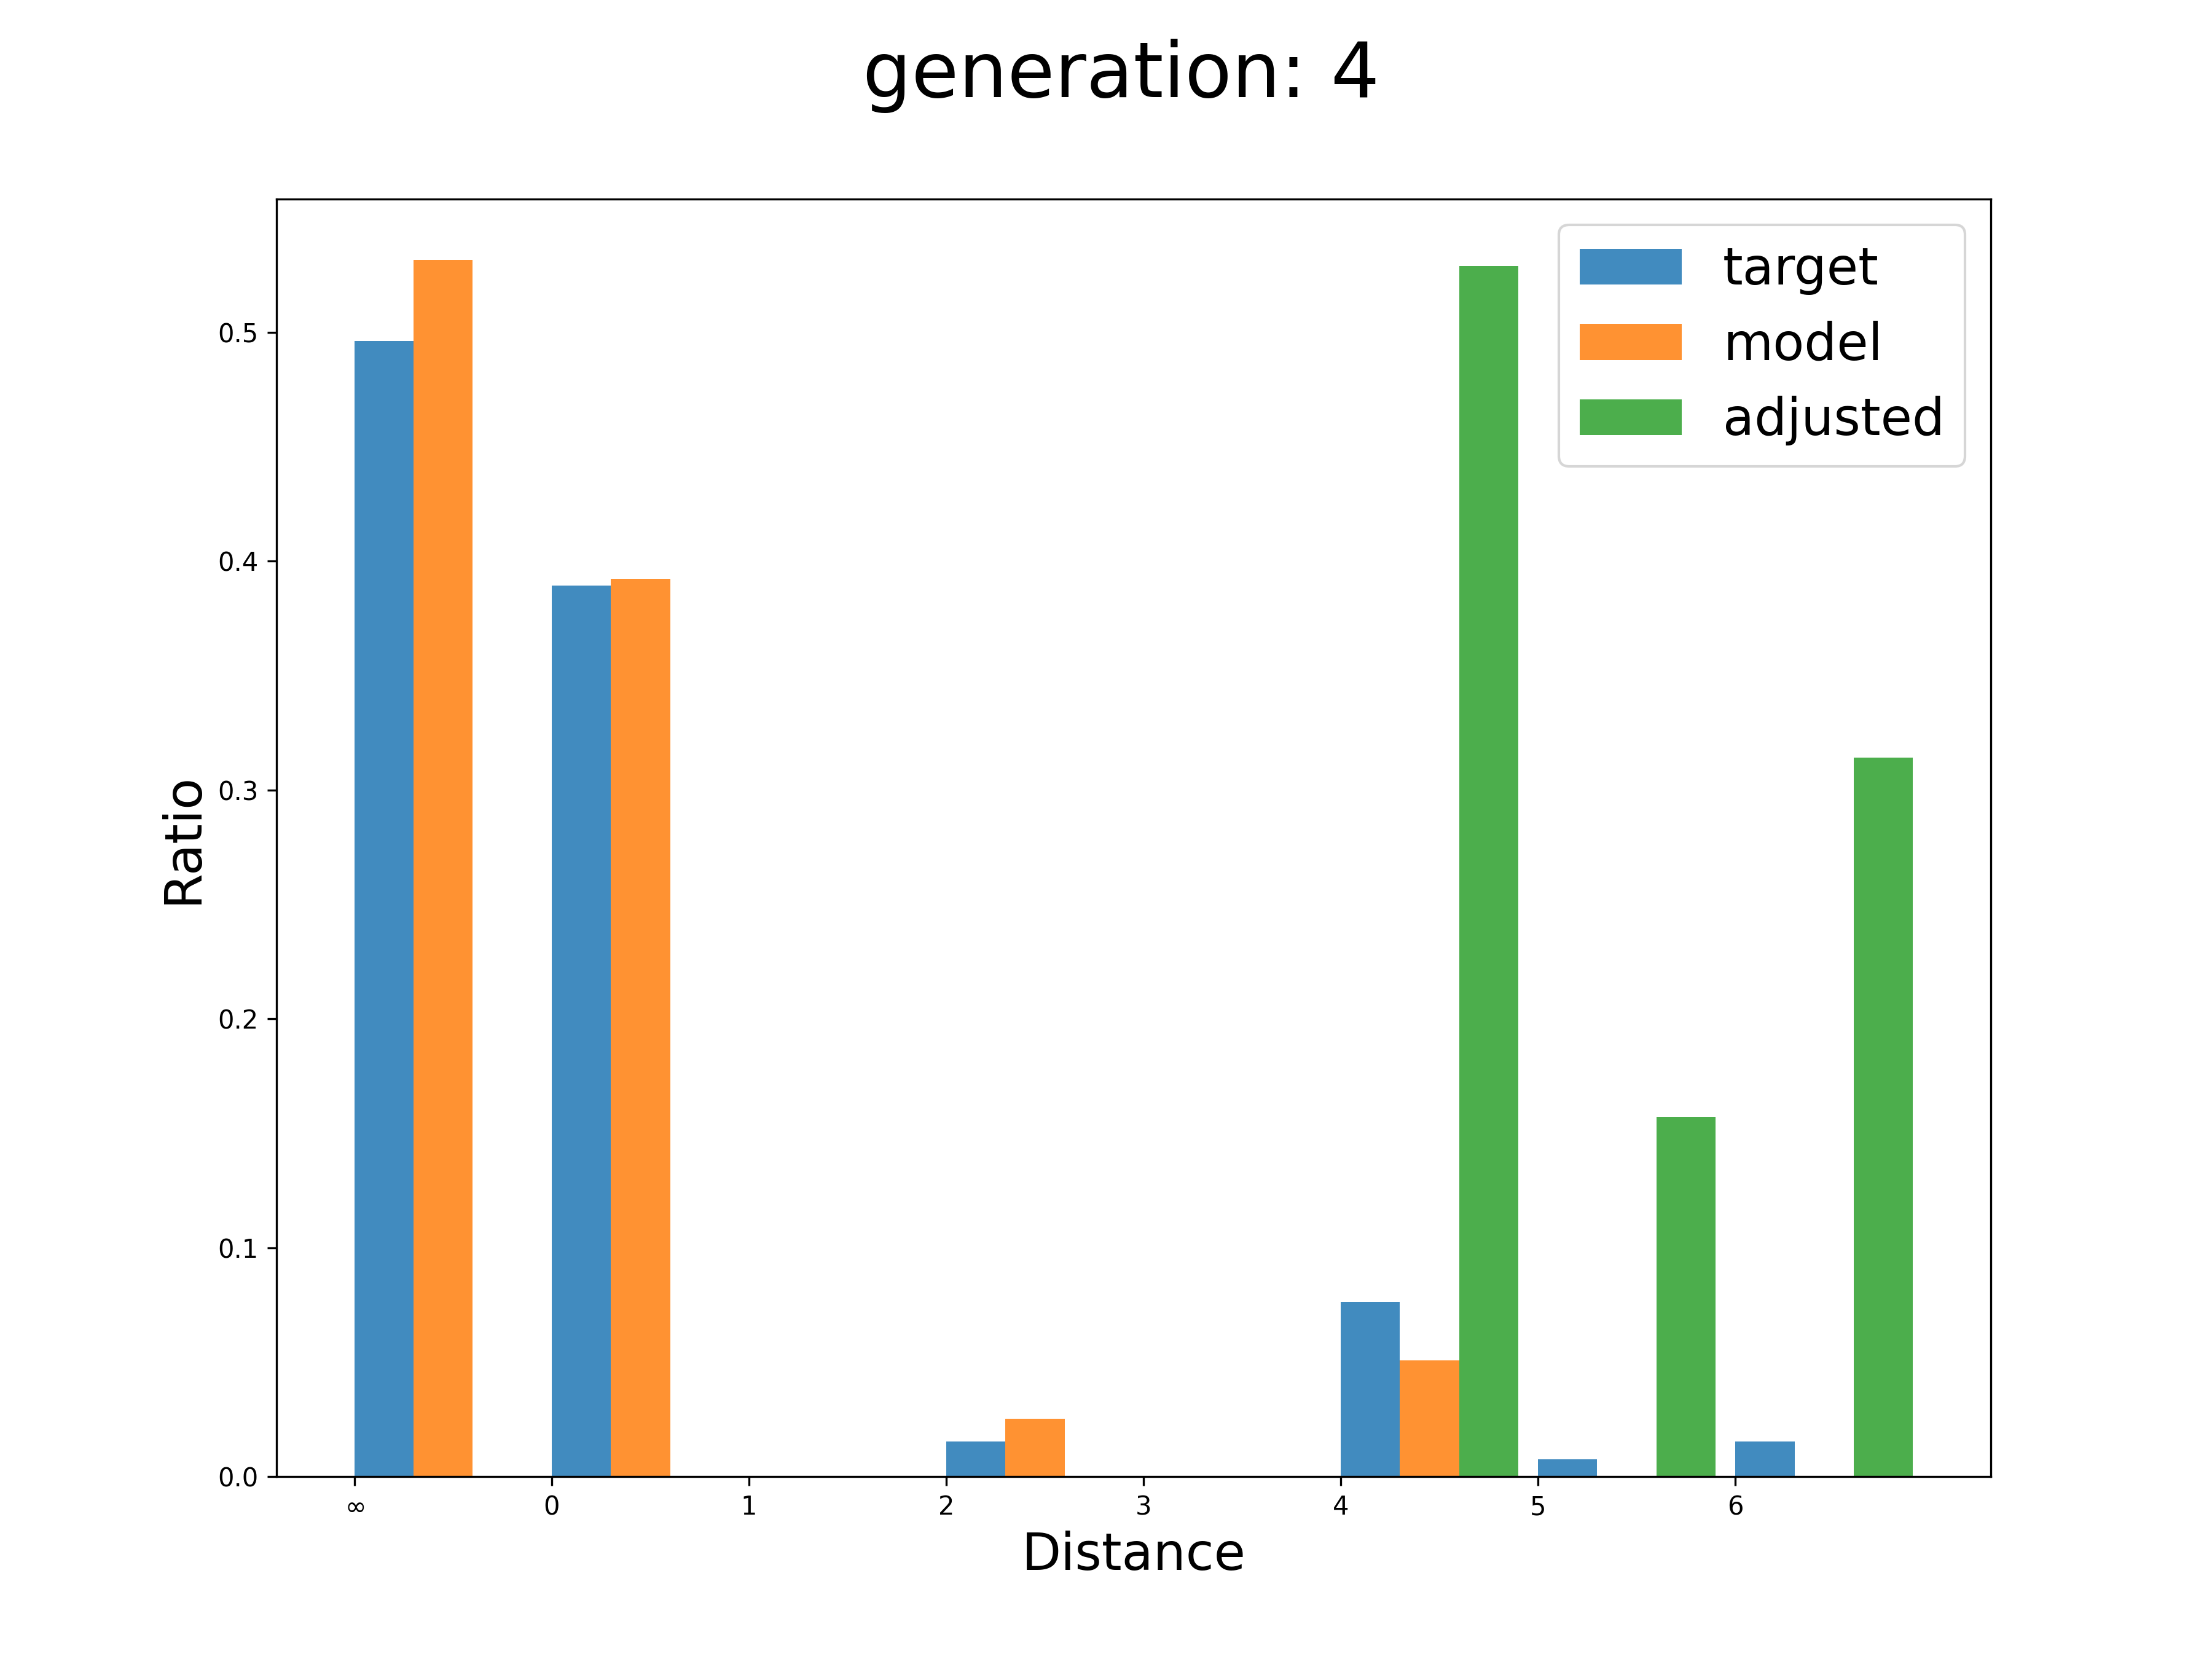 generation: 4
target
model
adjusted
Ratio
0.5
0.4
0.3
0.2
0.1
0.0
∞ 0 1 2 3 4 5 6
Distance